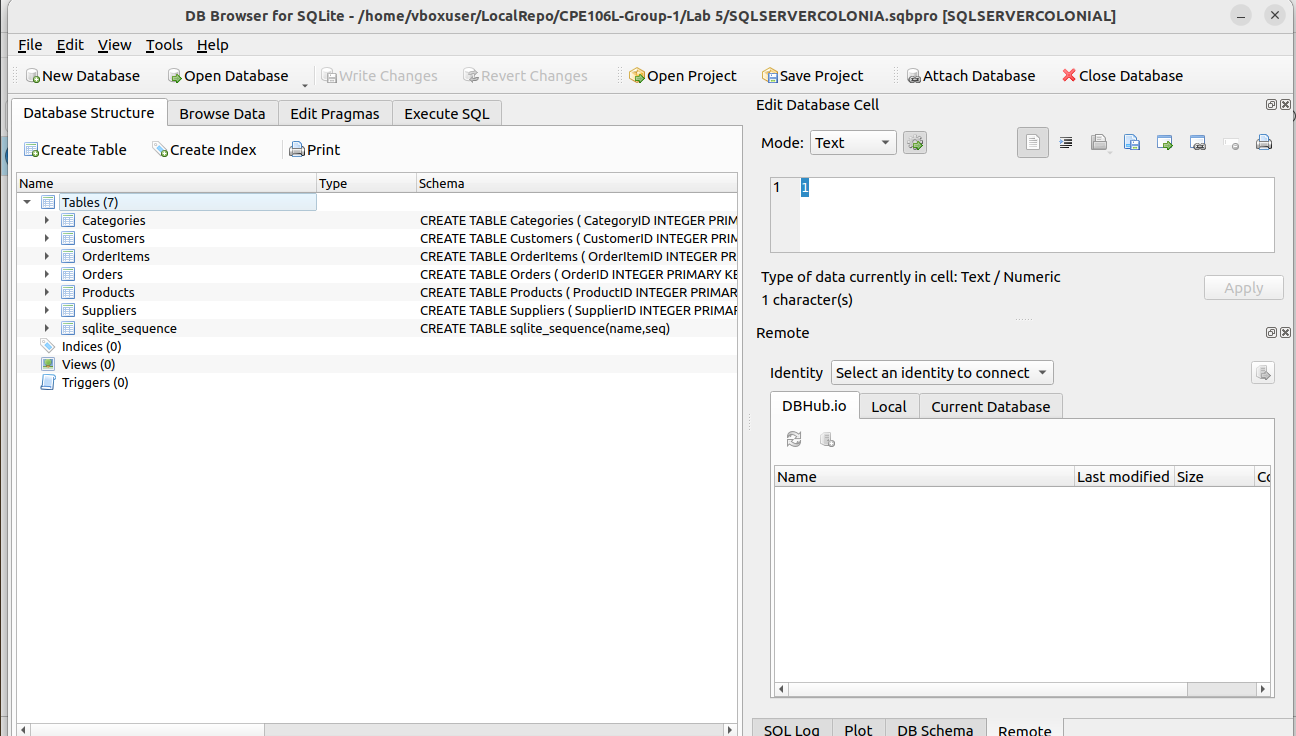 DB Browser for SQLite - /home/vboxuser/LocalRepo/CPE106L-Group-1/Lab 5/SQLSERVERCOLONIA.sqbpro [SQLSERVERCOLONIAL]
File Edit View Tools Help
New Database Open Database Write Changes Revert Changes Open Project Save Project Attach Database Close Database
Database Structure Browse Data Edit Pragmas Execute SQL
Create Table Create Index Print
Name Type Schema
Tables (7)
Categories CREATE TABLE Categories ( CategoryID INTEGER PRIM
Customers CREATE TABLE Customers ( CustomerID INTEGER PRIM
OrderItems CREATE TABLE OrderItems ( OrderItemID INTEGER PR
Orders CREATE TABLE Orders ( OrderID INTEGER PRIMARY KE
Products CREATE TABLE Products ( ProductID INTEGER PRIMAR
Suppliers CREATE TABLE Suppliers ( SupplierID INTEGER PRIMAR
sqlite_sequence CREATE TABLE sqlite_sequence(name,seq)
Indices (0)
Views (0)
Triggers (0)
Edit Database Cell
Mode: Text
1 1
Type of data currently in cell: Text / Numeric
1 character(s)
Apply
Remote
Identity Select an identity to connect
DBHub.io Local Current Database
Name Last modified Size Co
SQL Log Plot DB Schema Remote